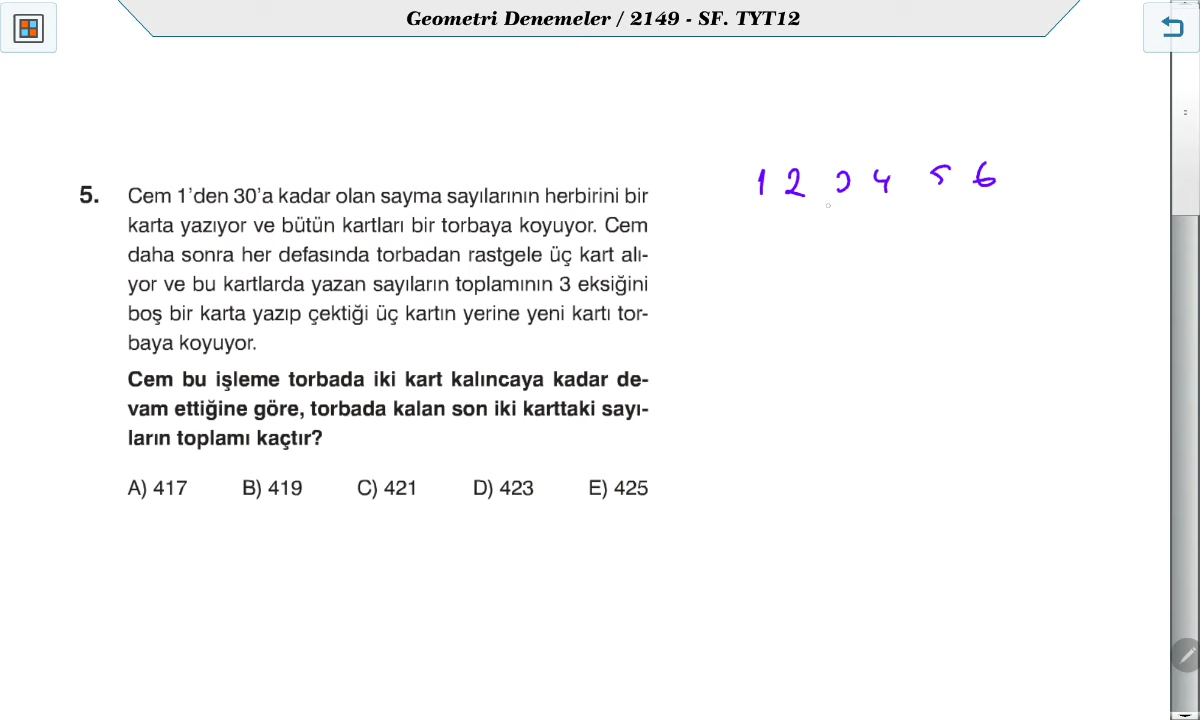 Geometri Denemeler / 2149 - SF. TYT12
1 2 3 4 5 6
5. Cem 1’den 30’a kadar olan sayma sayılarının herbirini bir
karta yazıyor ve bütün kartları bir torbaya koyuyor. Cem
daha sonra her defasında torbadan rastgele üç kart alı-
yor ve bu kartlarda yazan sayıların toplamının 3 eksiğini
boş bir karta yazıp çektiği üç kartın yerine yeni kartı tor-
baya koyuyor.
Cem bu işleme torbada iki kart kalıncaya kadar de-
vam ettiğine göre, torbada kalan son iki karttaki sayı-
ların toplamı kaçtır?
A) 417 B) 419 C) 421 D) 423 E) 425